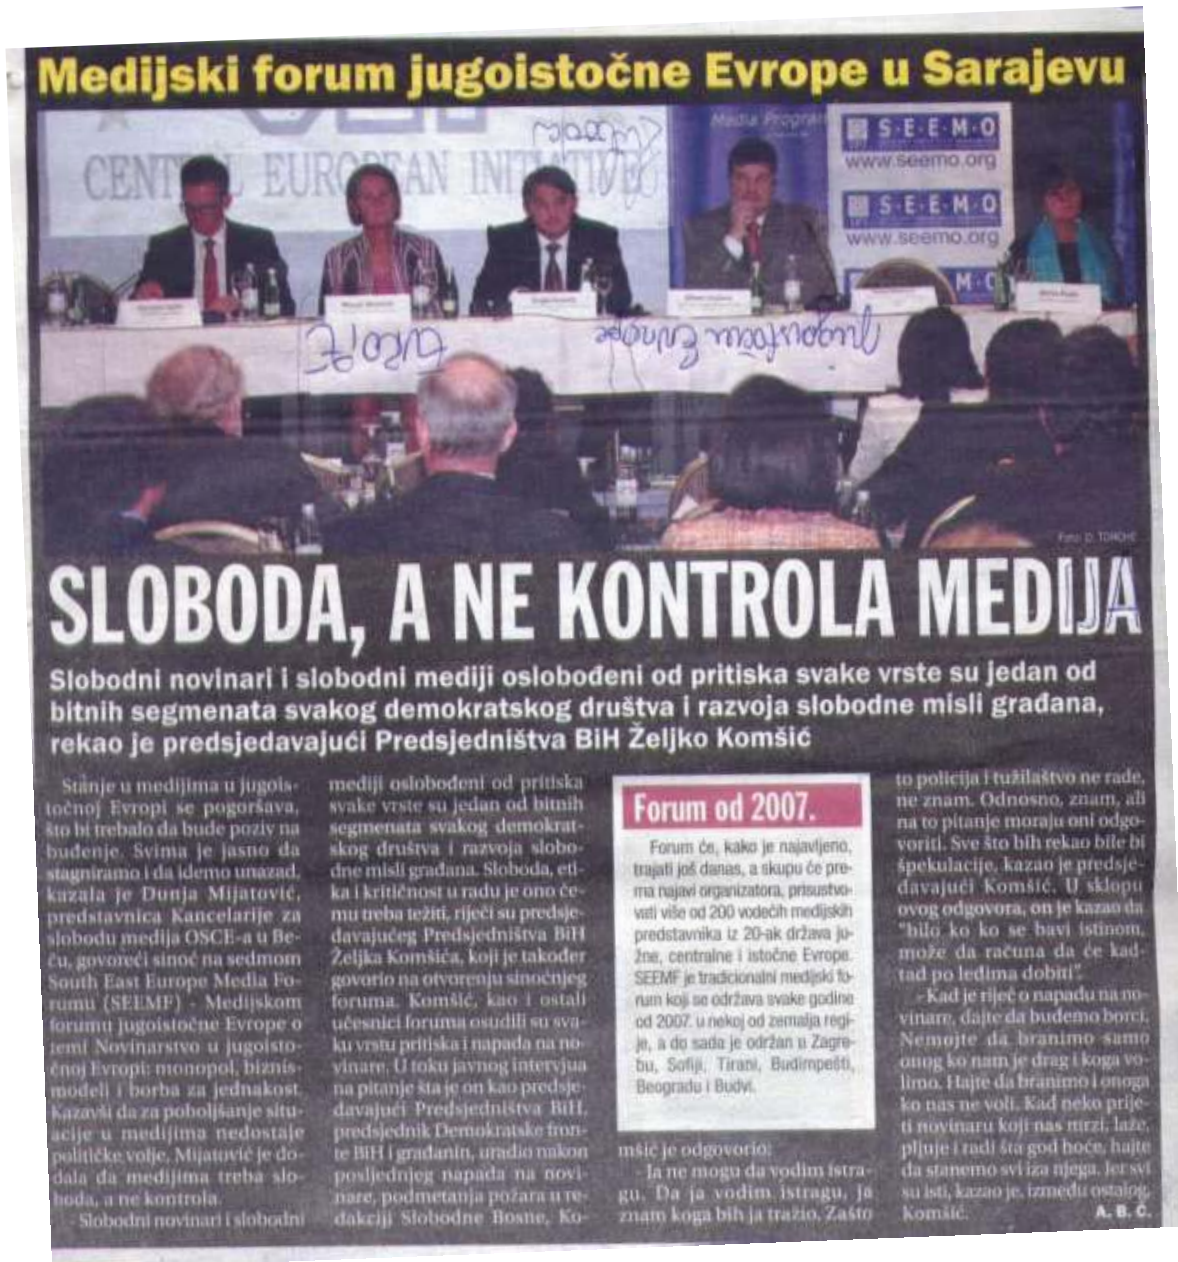 Medijski forum jugoistočne Evrope u Sarajevu
CENTRAL EUROPEAN INITIATIVE
Media Program
S·E·E·M·O
www.seemo.org
S·E·E·M·O
www.seemo.org
M·O
Europe
Jugoistočna Evrope
Foto: D. TORCHE
SLOBODA, A NE KONTROLA MEDIJA
Slobodni novinari i slobodni mediji oslobođeni od pritiska svake vrste su jedan od
bitnih segmenata svakog demokratskog društva i razvoja slobodne misli građana,
rekao je predsjedavajući Predsjedništva BiH Željko Komšić
Stanje u medijima u jugois-
točnoj Evropi se pogoršava,
što bi trebalo da bude poziv na
buđenje. Svima je jasno da
stagniramo i da idemo unazad,
kazala je Dunja Mijatović,
predstavnica Kancelarije za
slobodu medija OSCE-a u Be-
ču, govoreći sinoć na sedmom
South East Europe Media Fo-
rumu (SEEMF) - Medijskom
forumu jugoistočne Evrope o
temi Novinarstvo u jugoisto-
čnoj Evropi: monopol, biznis-
modeli i borba za jednakost.
Kazavši da za poboljšanje situ-
acije u medijima nedostaje
političke volje, Mijatović je do-
dala da medijima treba slo-
boda, a ne kontrola.
- Slobodni novinari i slobodni
mediji oslobođeni od pritiska
svake vrste su jedan od bitnih
segmenata svakog demokrat-
skog društva i razvoja slobo-
dne misli građana. Sloboda, eti-
ka i kritičnost u radu je ono če-
mu treba težiti, riječi su predsje-
davajućeg Predsjedništva BiH
Željka Komšića, koji je također
govorio na otvorenju sinoćnjeg
foruma. Komšić, kao i ostali
učesnici foruma osudili su sva-
ku vrstu pritiska i napada na no-
vinare. U toku javnog intervjua
na pitanje šta je on kao predsje-
davajući Predsjedništva BiH,
predsjednik Demokratske fron-
te BiH i građanin, uradio nakon
posljednjeg napada na novi-
nare, podmetanja požara u re-
dakciji Slobodne Bosne, Ko-
Forum od 2007.
Forum će, kako je najavljeno,
trajati još danas, a skupu će pre-
ma najavi organizatora, prisustvo-
vati više od 200 vodećih medijskih
predstavnika iz 20-ak država ju-
žne, centralne i istočne Evrope.
SEEMF je tradicionalni medijski fo-
rum koji se održava svake godine
od 2007. u nekoj od zemalja regi-
je, a do sada je održan u Zagre-
bu, Sofiji, Tirani, Budimpešti,
Beogradu i Budvi.
mšić je odgovorio:
- Ja ne mogu da vodim istra-
gu. Da ja vodim istragu, ja
znam koga bih ja tražio. Zašto
to policija i tužilaštvo ne rade,
ne znam. Odnosno, znam, ali
na to pitanje moraju oni odgo-
voriti. Sve što bih rekao bile bi
špekulacije, kazao je predsje-
davajući Komšić. U sklopu
ovog odgovora, on je kazao da
"bilo ko ko se bavi istinom,
može da računa da će kad-
tad po leđima dobiti".
- Kad je riječ o napadu na no-
vinare, dajte da budemo borci.
Nemojte da branimo samo
onog ko nam je drag i koga vo-
limo. Hajte da branimo i onoga
ko nas ne voli. Kad neko prije-
ti novinaru koji nas mrzi, laže,
pljuje i radi šta god hoće, hajte
da stanemo svi iza njega. Jer svi
su isti, kazao je, između ostalog,
Komšić.
A. B. Č.